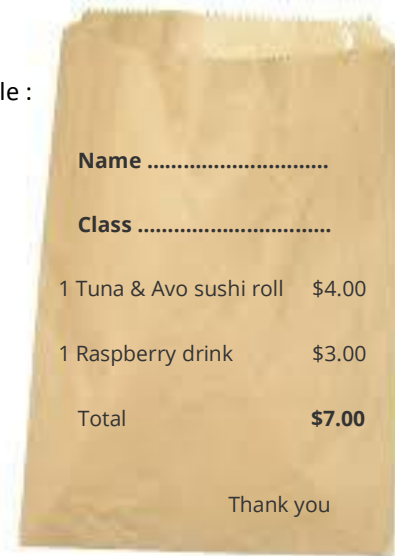 le :
Name ..............................
Class ................................
1 Tuna & Avo sushi roll $4.00
1 Raspberry drink $3.00
Total $7.00
Thank you